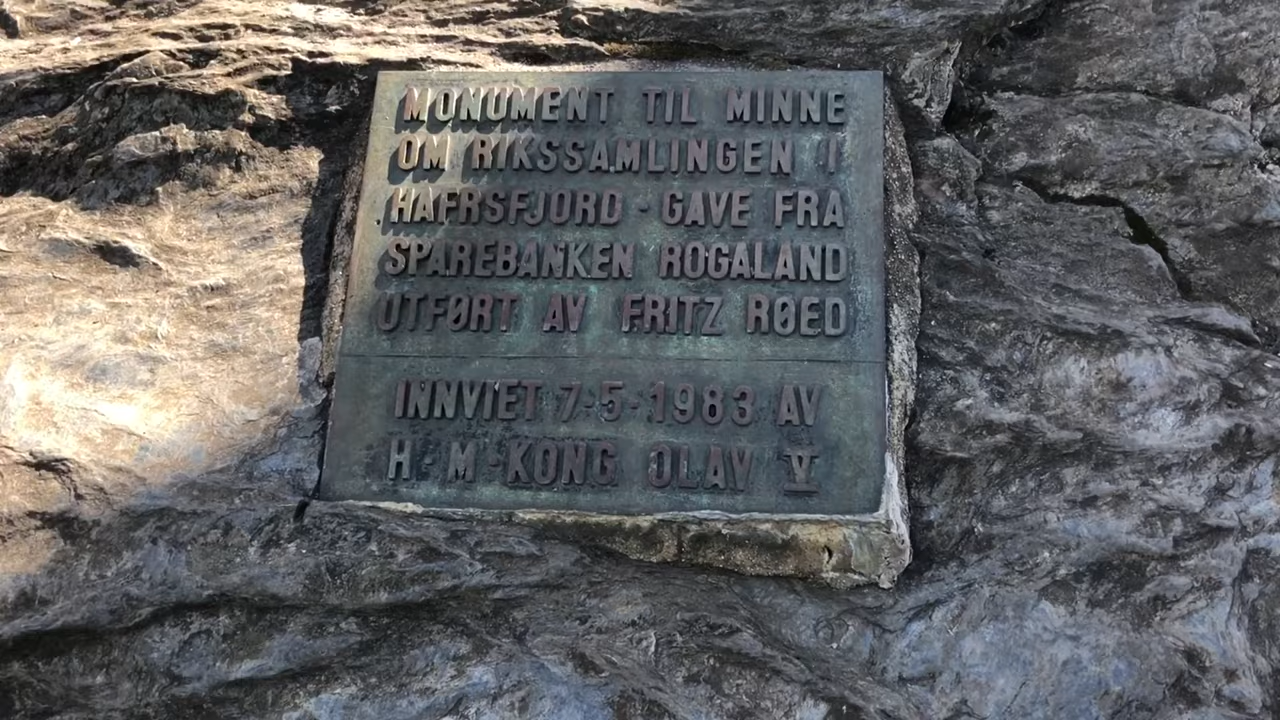 MONUMENT TIL MINNE
OM RIKSSAMLINGEN I
HAFRSFJORD - GAVE FRA
SPAREBANKEN ROGALAND
UTFØRT AV FRITZ RØED
INNVIET 7-5-1983 AV
H-M-KONG OLAV V